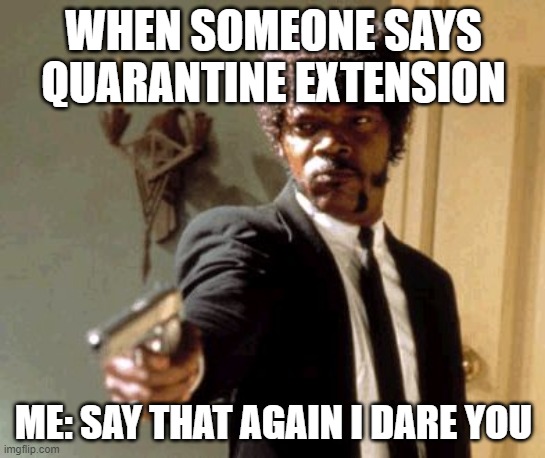 WHEN SOMEONE SAYS
QUARANTINE EXTENSION
ME: SAY THAT AGAIN I DARE YOU
imgflip.com